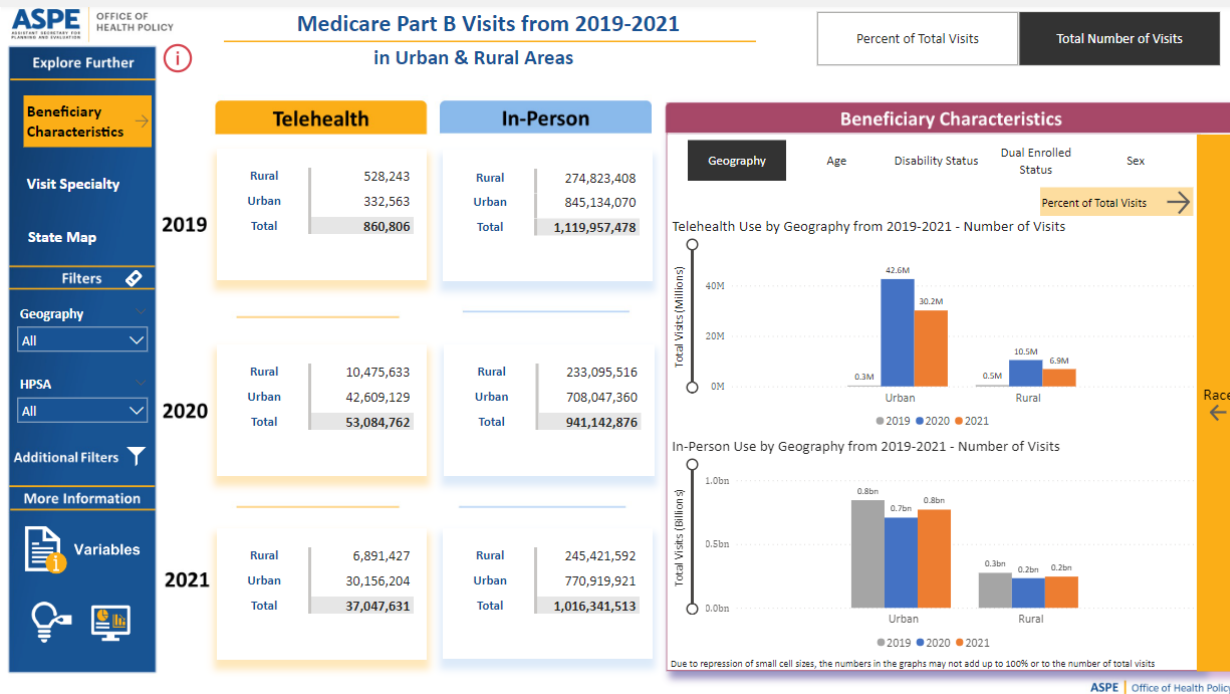 ASPE
ASSISTANT SECRETARY FOR
PLANNING AND EVALUATION
OFFICE OF
HEALTH POLICY
Medicare Part B Visits from 2019-2021
in Urban & Rural Areas
Percent of Total Visits
Total Number of Visits
Explore Further
Beneficiary
Characteristics
Visit Specialty
State Map
Filters
Geography
All
HPSA
All
Additional Filters
More Information
Variables
Telehealth
In-Person
2019
Rural 528,243
Urban 332,563
Total 860,806
Rural 274,823,408
Urban 845,134,070
Total 1,119,957,478
2020
Rural 10,475,633
Urban 42,609,129
Total 53,084,762
Rural 233,095,516
Urban 708,047,360
Total 941,142,876
2021
Rural 6,891,427
Urban 30,156,204
Total 37,047,631
Rural 245,421,592
Urban 770,919,921
Total 1,016,341,513
Beneficiary Characteristics
Geography
Age
Disability Status
Dual Enrolled
Status
Sex
Percent of Total Visits
Telehealth Use by Geography from 2019-2021 - Number of Visits
Total Visits (Millions)
40M
20M
0M
0.3M
42.6M
30.2M
0.5M
10.5M
6.9M
Urban
Rural
2019 2020 2021
In-Person Use by Geography from 2019-2021 - Number of Visits
Total Visits (Billions)
1.0bn
0.5bn
0.0bn
0.8bn
0.7bn
0.8bn
0.3bn
0.2bn
0.2bn
Urban
Rural
2019 2020 2021
Due to repression of small cell sizes, the numbers in the graphs may not add up to 100% or to the number of total visits
Race
ASPE Office of Health Policy